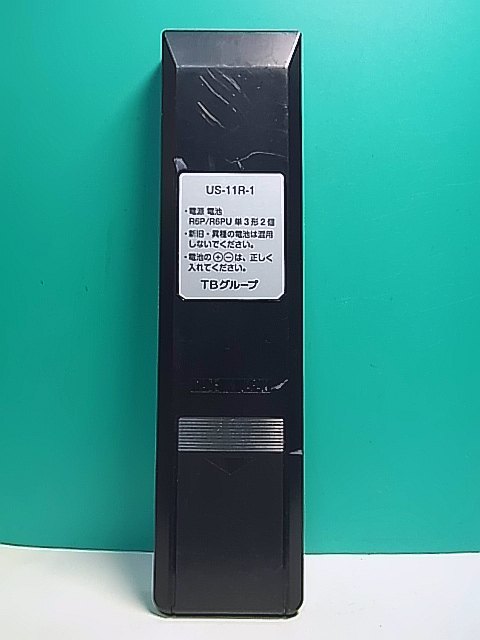 US-11R-1
・電源 電池
R6P/R6PU 単3形2個
・新旧・異種の電池は混用
しないでください。
・電池の⊕⊖は、正しく
入れてください。
TBグループ